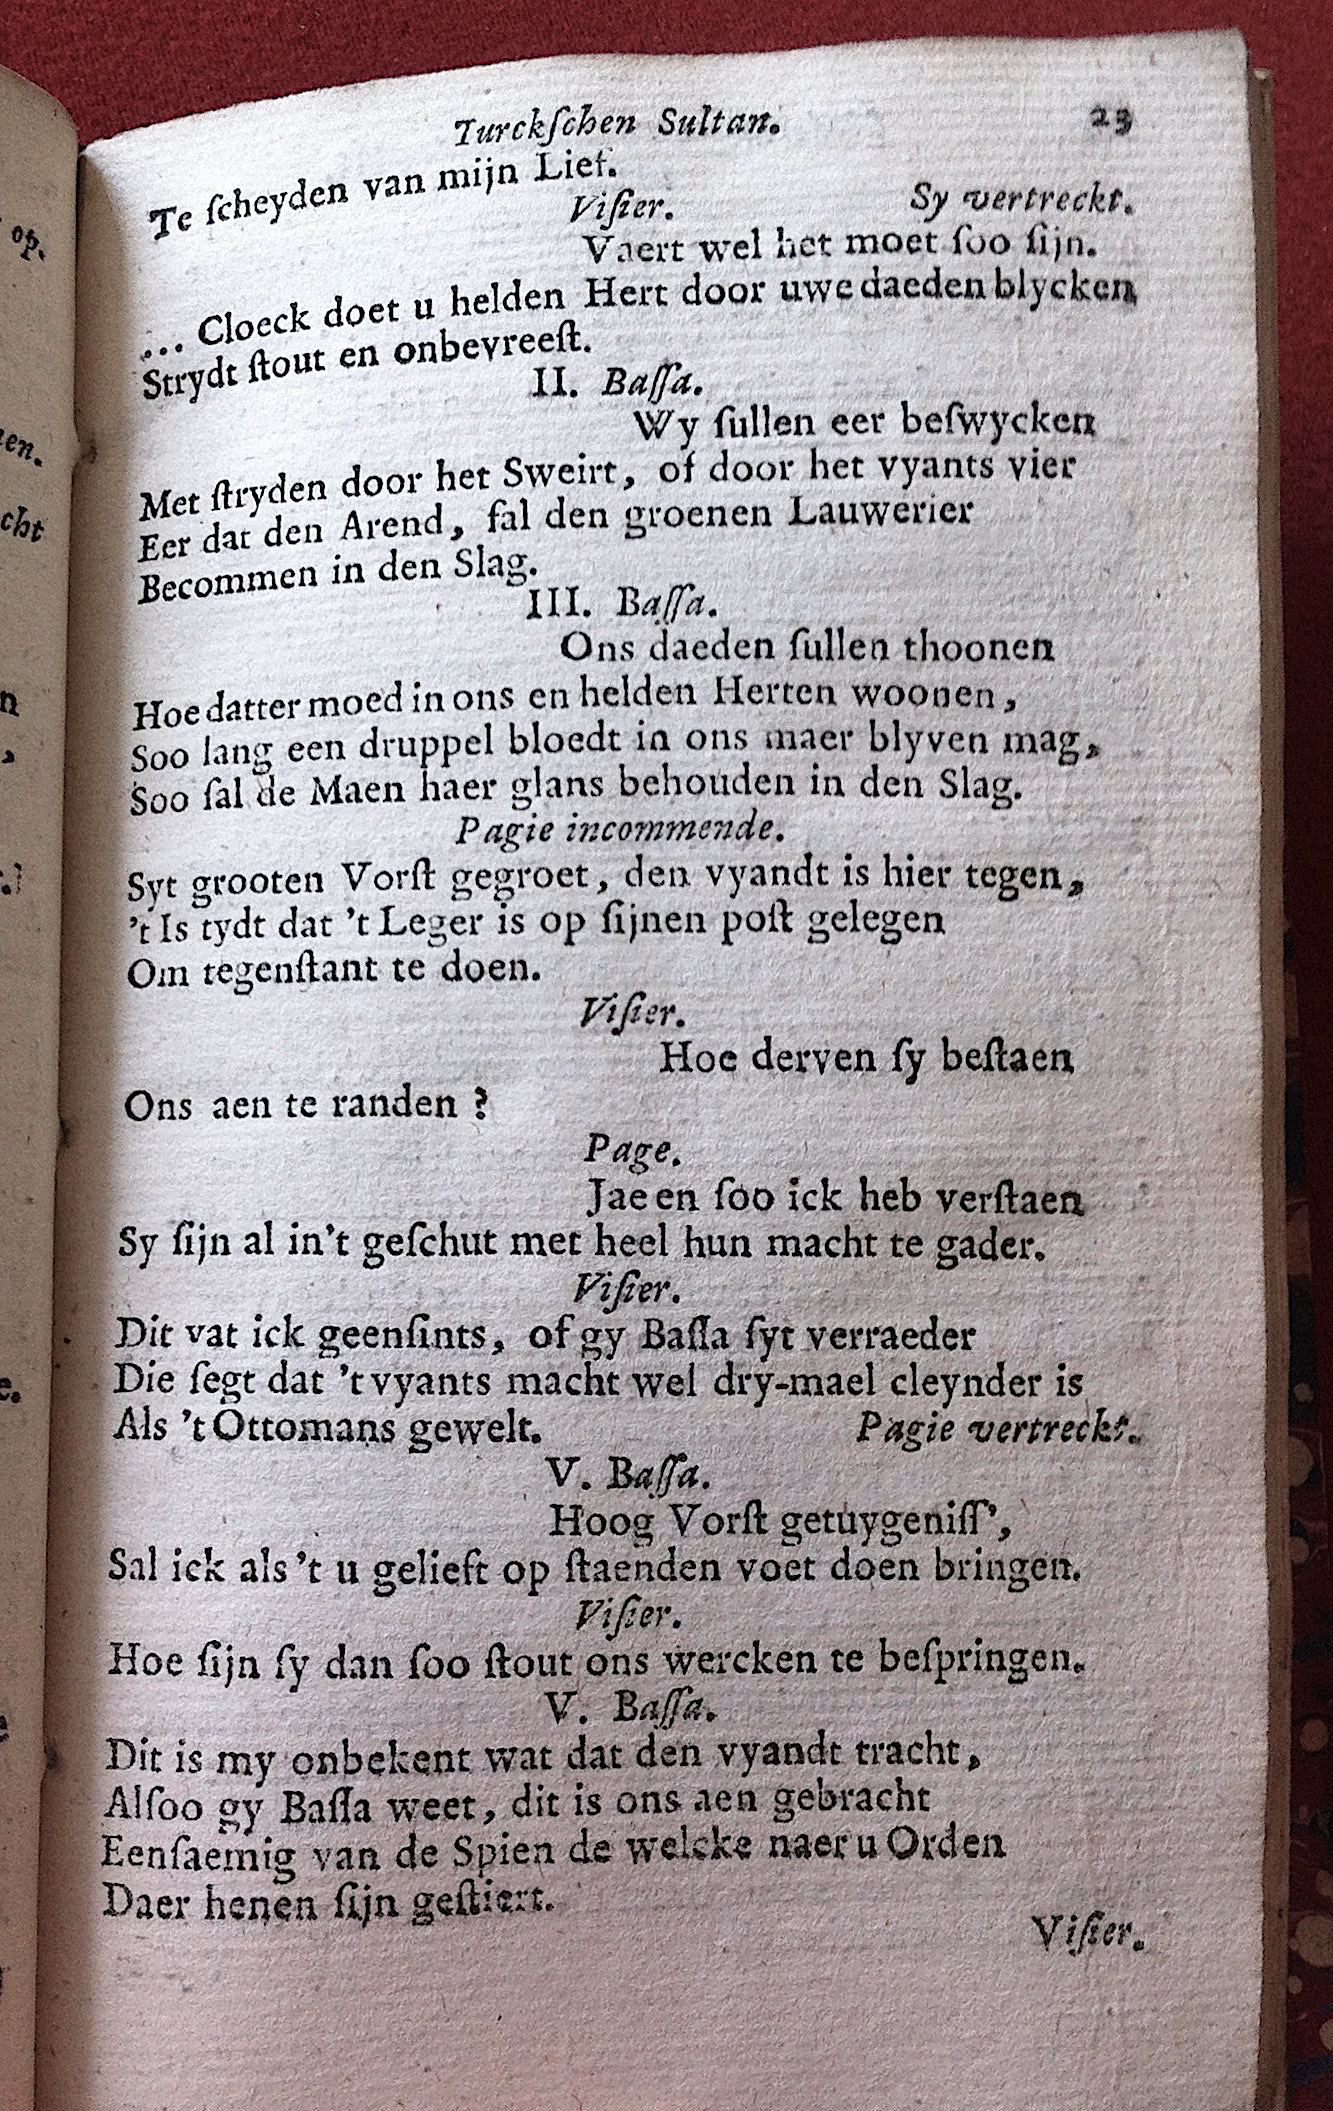 Turckſchen Sultan. 23
Te ſcheyden van mijn Lief.
Viſier. Sy vertreckt.
Vaert wel het moet ſoo ſijn.
... Cloeck doet u helden Hert door uwe daeden blycken
Strydt ſtout en onbevreeſt.
II. Baſſa.
Wy ſullen eer beſwycken
Met ſtryden door het Sweirt, of door het vyants vier
Eer dat den Arend, ſal den groenen Lauwerier
Becommen in den Slag.
III. Baſſa.
Ons daeden ſullen thoonen
Hoe datter moed in ons en helden Herten woonen,
Soo lang een druppel bloedt in ons maer blyven mag,
Soo ſal de Maen haer glans behouden in den Slag.
Pagie incommende.
Syt grooten Vorſt gegroet, den vyandt is hier tegen,
't Is tydt dat 't Leger is op ſijnen poſt gelegen
Om tegenſtant te doen.
Viſier.
Hoe derven ſy beſtaen
Ons aen te randen ?
Page.
Jae en ſoo ick heb verſtaen
Sy ſijn al in't geſchut met heel hun macht te gader.
Viſier.
Dit vat ick geenſints, of gy Baſſa ſyt verraeder
Die ſegt dat 't vyants macht wel dry-mael cleynder is
Als 't Ottomans gewelt. Pagie vertreckt.
V. Baſſa.
Hoog Vorſt getuygeniſſ',
Sal ick als 't u gelieft op ſtaenden voet doen bringen.
Viſier.
Hoe ſijn ſy dan ſoo ſtout ons wercken te beſpringen.
V. Baſſa.
Dit is my onbekent wat dat den vyandt tracht,
Alſoo gy Baſſa weet, dit is ons aen gebracht
Eenſaemig van de Spien de welcke naer u Orden
Daer henen ſijn geſtiert.
Viſier.